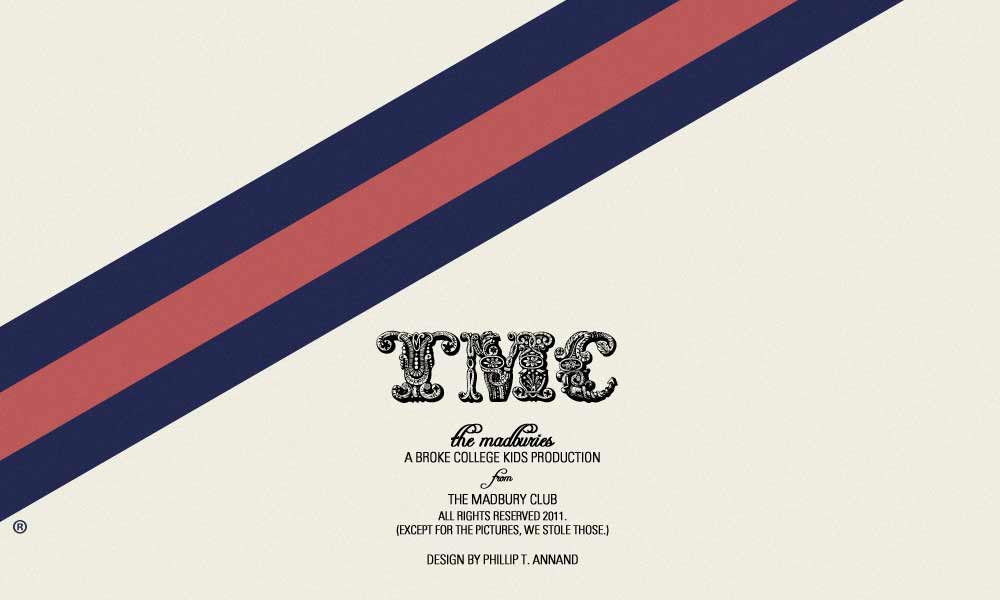 TMC
the madburies
A BROKE COLLEGE KIDS PRODUCTION
from
THE MADBURY CLUB
ALL RIGHTS RESERVED 2011.
(EXCEPT FOR THE PICTURES, WE STOLE THOSE.)
®
DESIGN BY PHILLIP T. ANNAND